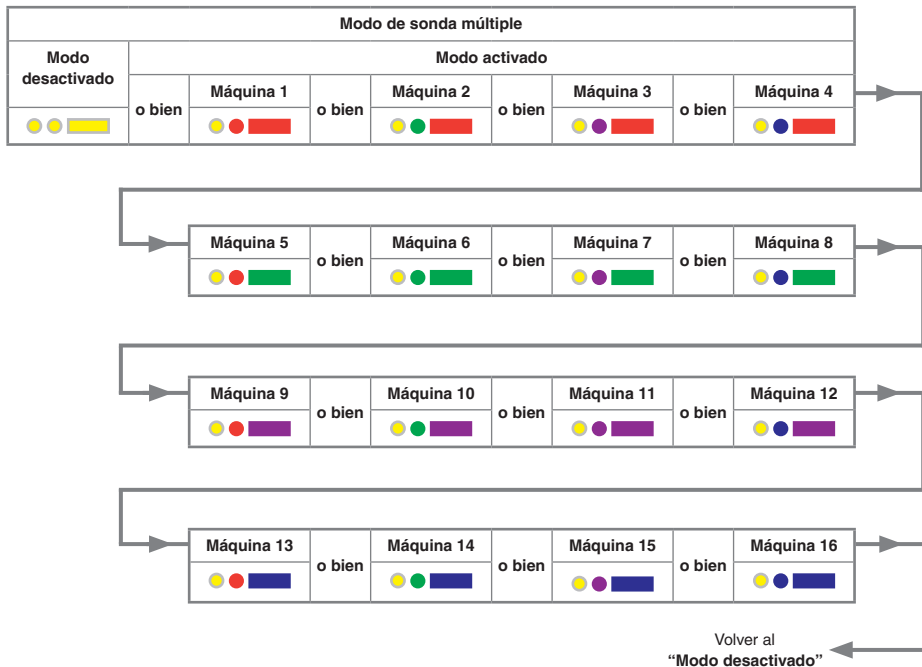 Modo de sonda múltiple
Modo
desactivado
Modo activado
o bien
Máquina 1
o bien
Máquina 2
o bien
Máquina 3
o bien
Máquina 4
Máquina 5
o bien
Máquina 6
o bien
Máquina 7
o bien
Máquina 8
Máquina 9
o bien
Máquina 10
o bien
Máquina 11
o bien
Máquina 12
Máquina 13
o bien
Máquina 14
o bien
Máquina 15
o bien
Máquina 16
Volver al
“Modo desactivado”